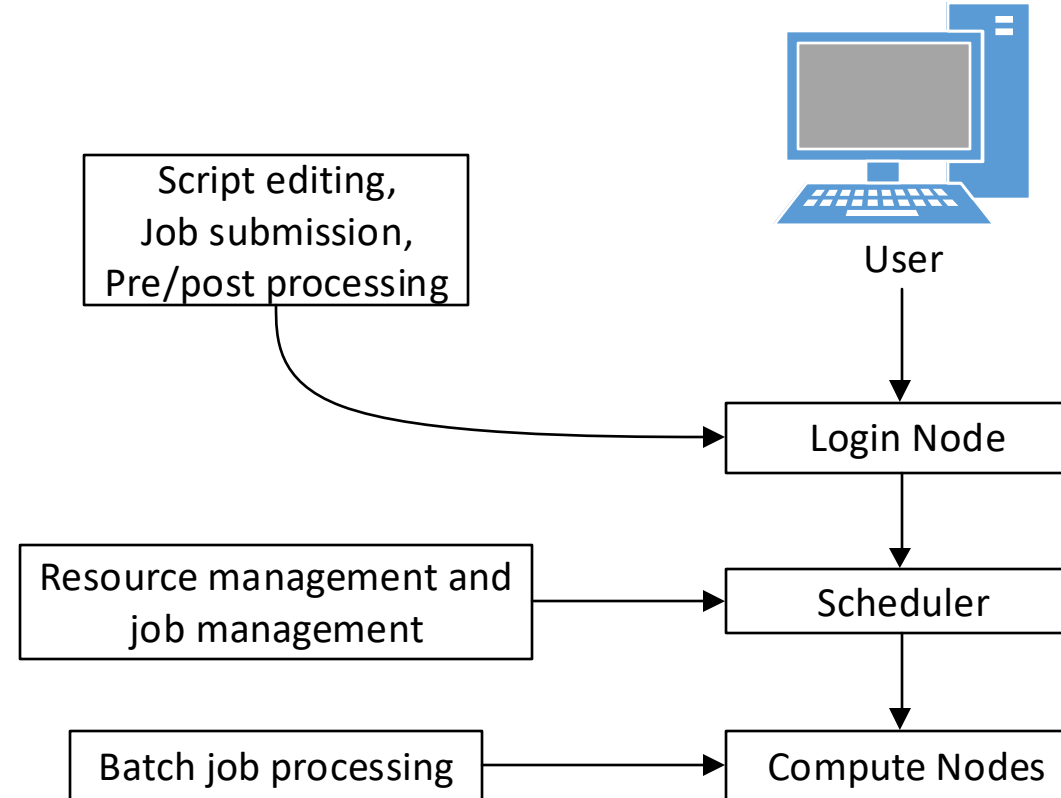 Script editing,
Job submission,
Pre/post processing
User
Login Node
Resource management and
job management
Scheduler
Batch job processing
Compute Nodes